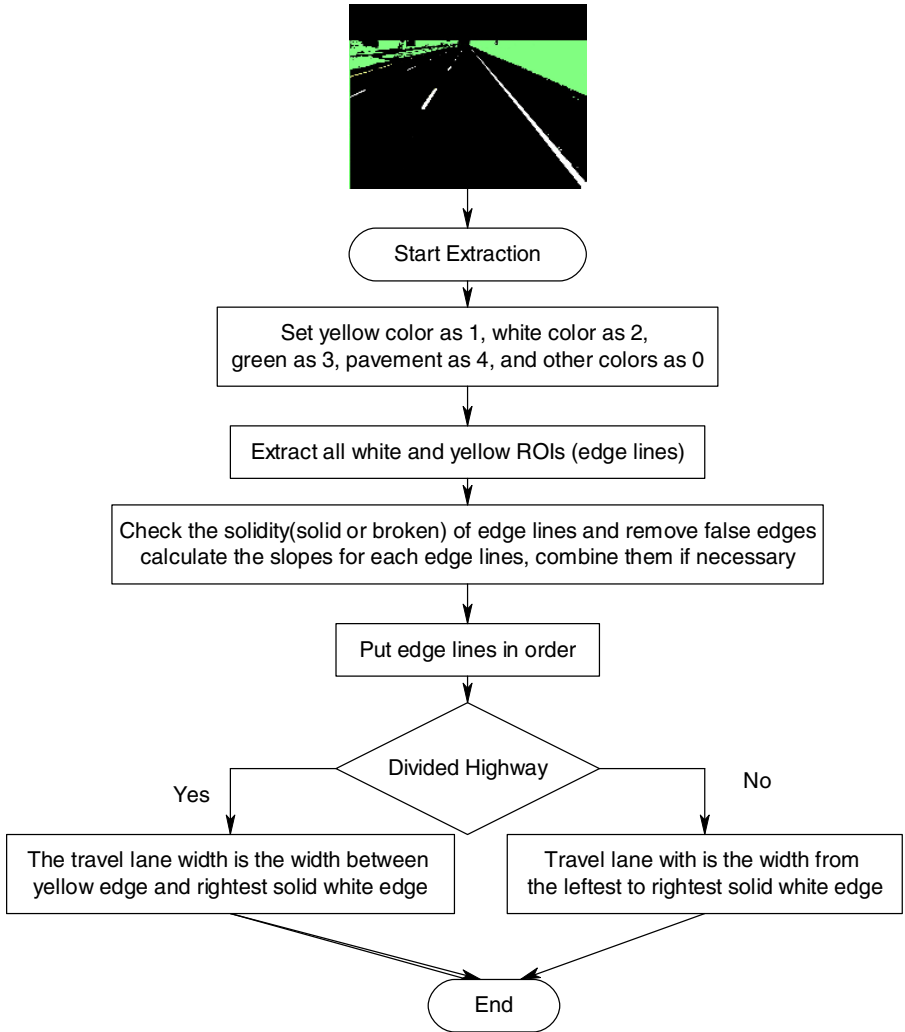 Start Extraction
Set yellow color as 1, white color as 2,
green as 3, pavement as 4, and other colors as 0
Extract all white and yellow ROIs (edge lines)
Check the solidity(solid or broken) of edge lines and remove false edges
calculate the slopes for each edge lines, combine them if necessary
Put edge lines in order
Divided Highway
Yes
No
The travel lane width is the width between
yellow edge and rightest solid white edge
Travel lane with is the width from
the leftest to rightest solid white edge
End